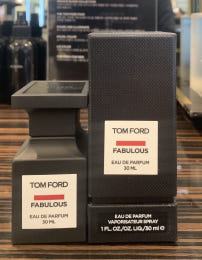 TOM FORD
FABULOUS
EAU DE PARFUM
30 ML
TOM FORD
FABULOUS
EAU DE PARFUM
30 ML
EAU DE PARFUM
VAPORISATEUR SPRAY
1 FL. OZ./OZ. LIQ/30 ml e